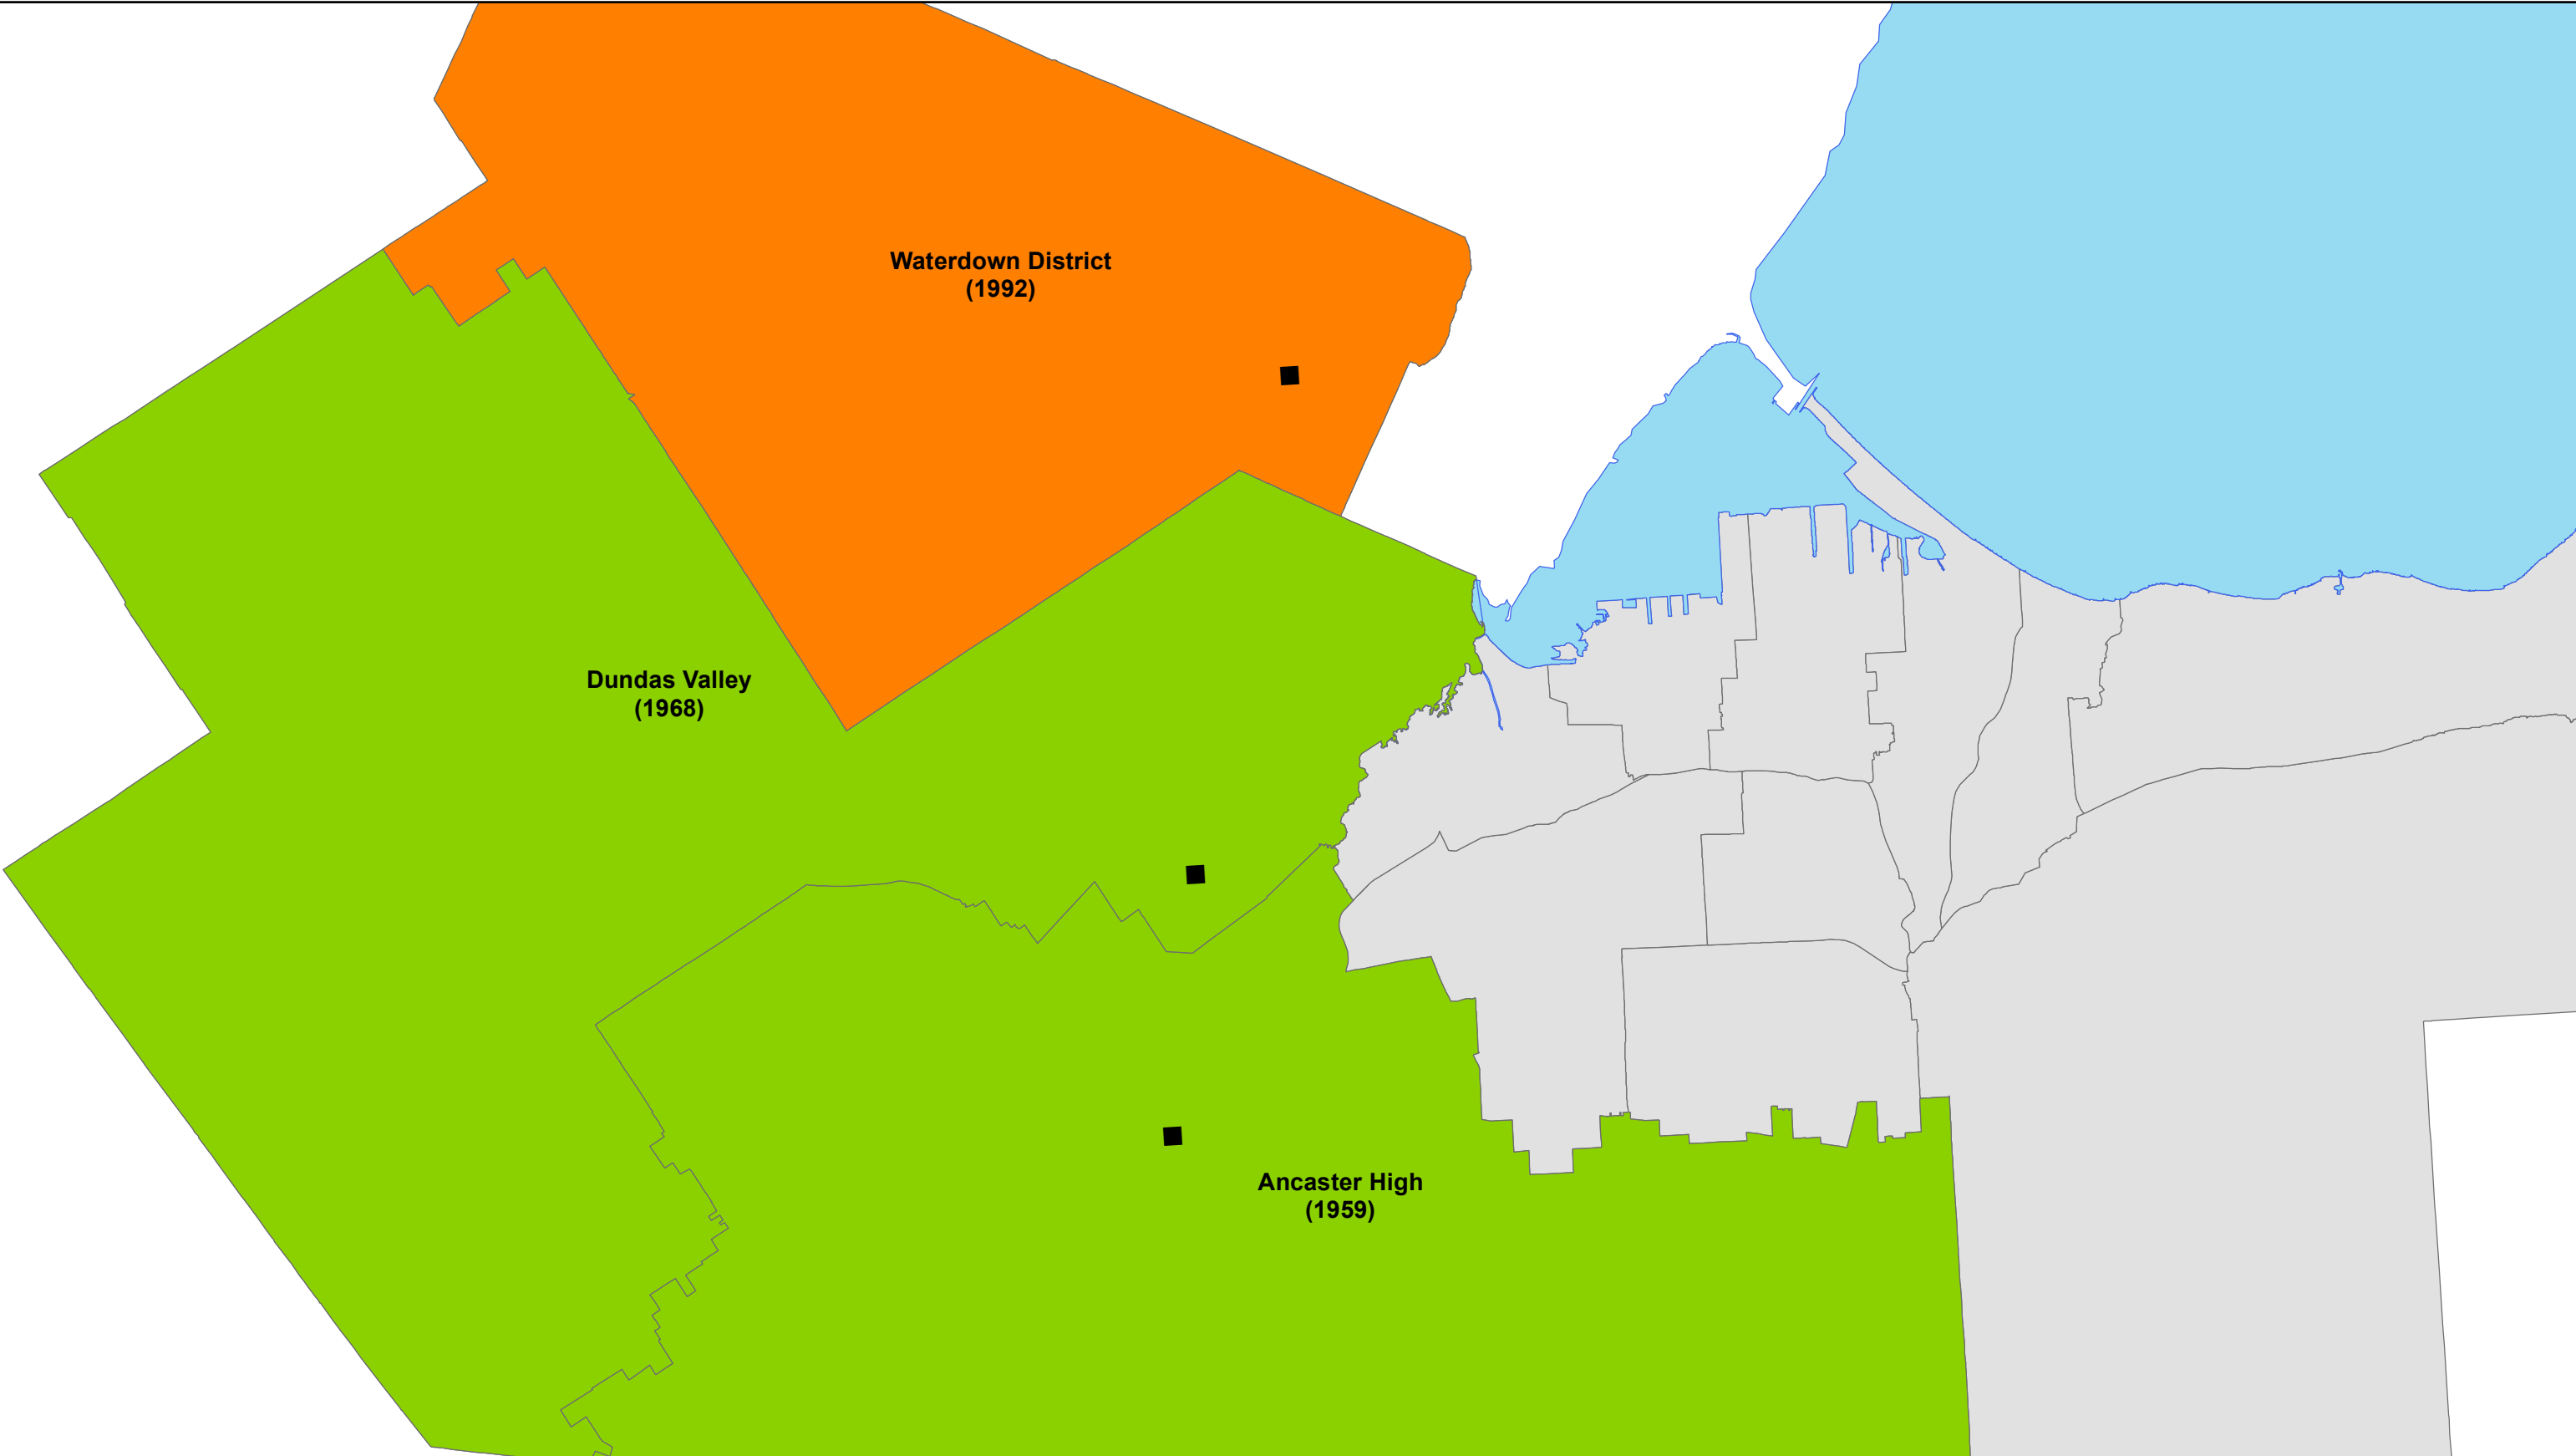 Waterdown District
(1992)
Dundas Valley
(1968)
Ancaster High
(1959)